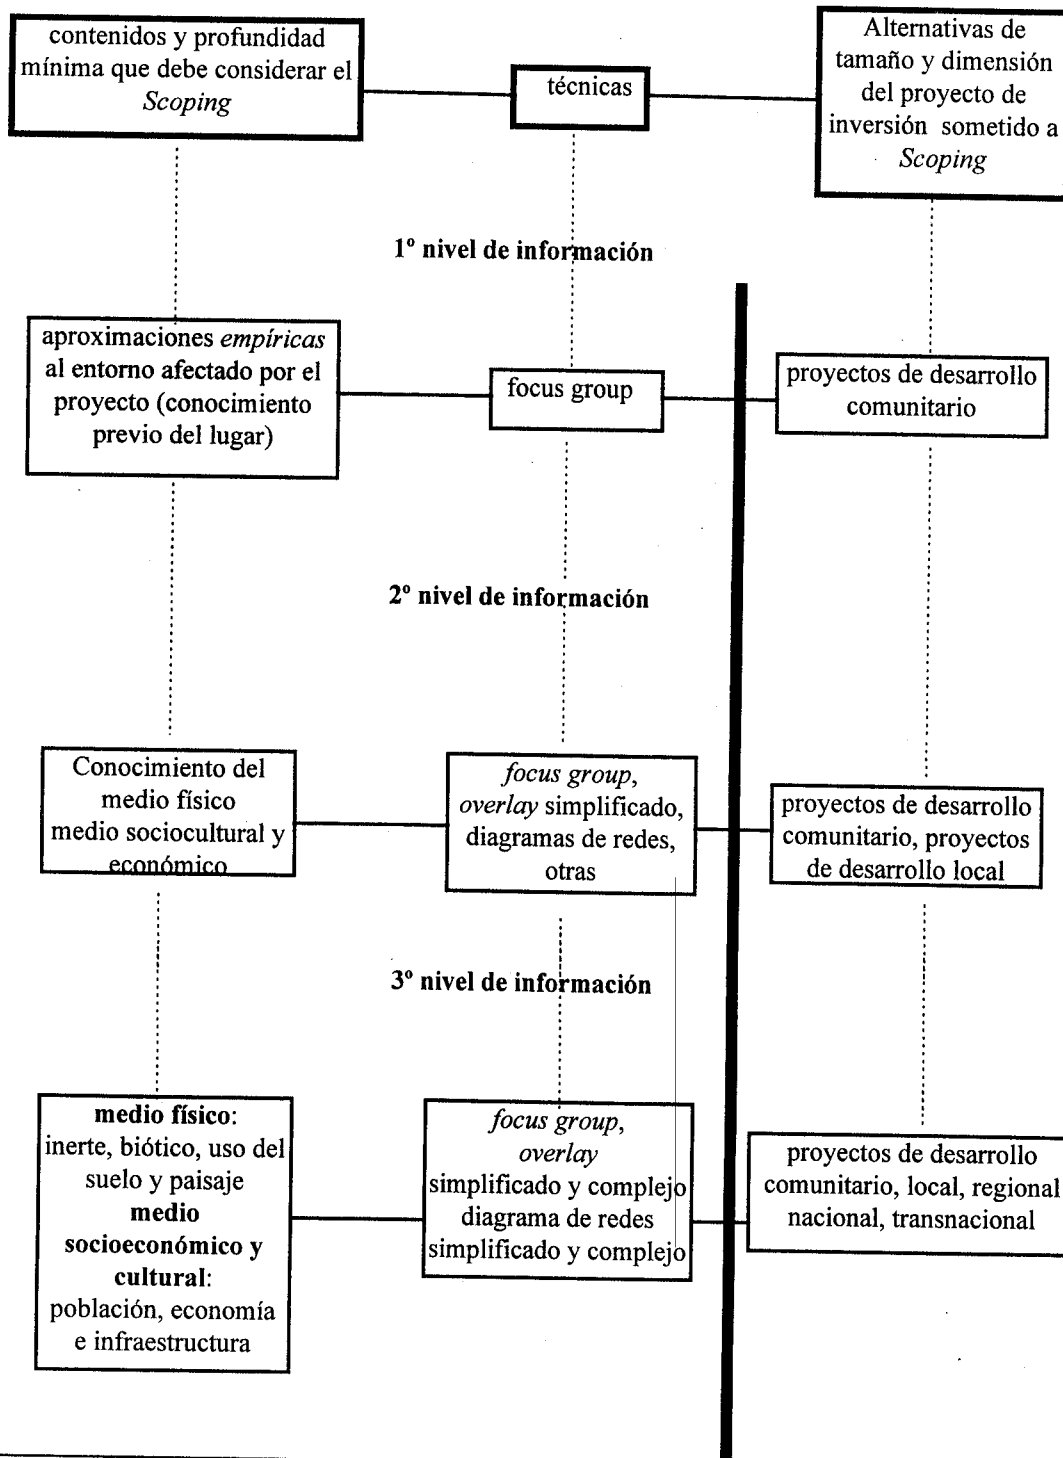 contenidos y profundidad
mínima que debe considerar el
Scoping
técnicas
Alternativas de
tamaño y dimensión
del proyecto de
inversión sometido a
Scoping
1º nivel de información
aproximaciones empíricas
al entorno afectado por el
proyecto (conocimiento
previo del lugar)
focus group
proyectos de desarrollo
comunitario
2º nivel de información
Conocimiento del
medio físico
medio sociocultural y
económico
focus group,
overlay simplificado,
diagramas de redes,
otras
proyectos de desarrollo
comunitario, proyectos
de desarrollo local
3º nivel de información
medio físico:
inerte, biótico, uso del
suelo y paisaje
medio
socioeconómico y
cultural:
población, economía
e infraestructura
focus group,
overlay
simplificado y complejo
diagrama de redes
simplificado y complejo
proyectos de desarrollo
comunitario, local, regional
nacional, transnacional